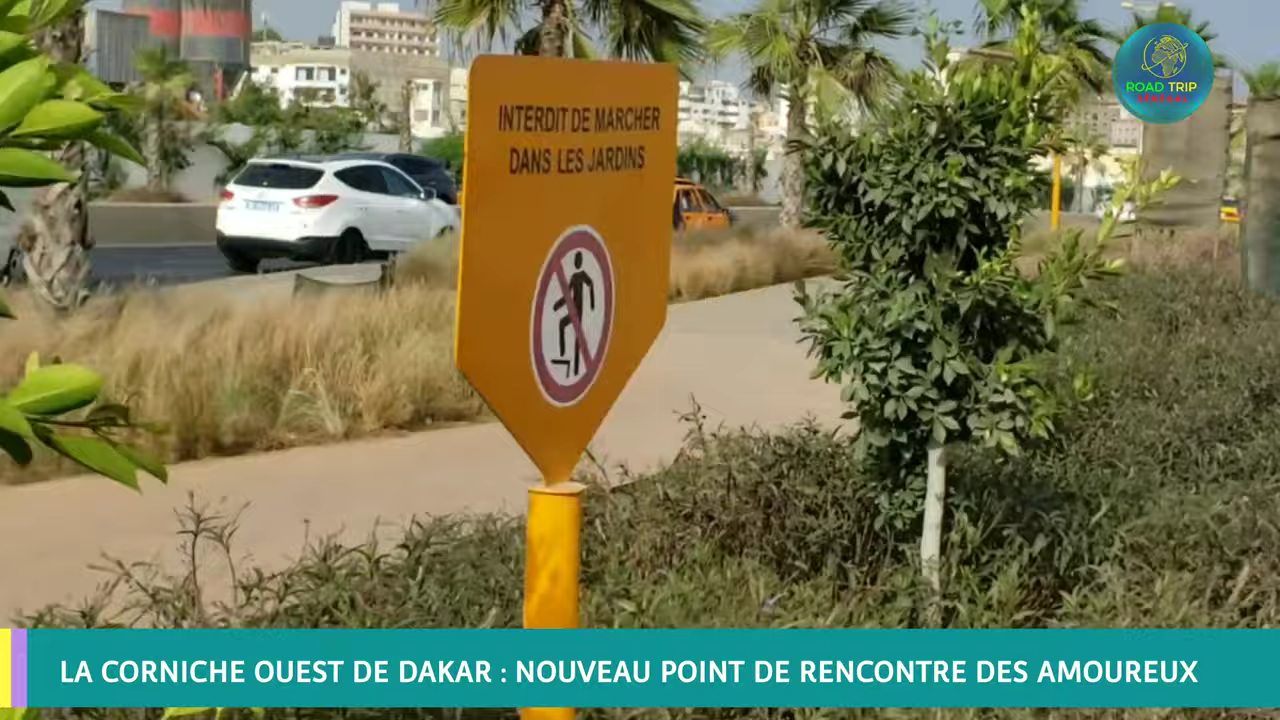 ROAD TRIP
SÉNÉGAL
INTERDIT DE MARCHER
DANS LES JARDINS
LA CORNICHE OUEST DE DAKAR : NOUVEAU POINT DE RENCONTRE DES AMOUREUX